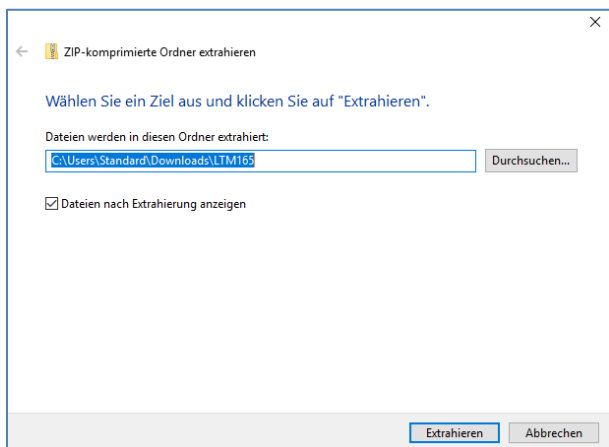 ZIP-komprimierte Ordner extrahieren
Wählen Sie ein Ziel aus und klicken Sie auf "Extrahieren".
Dateien werden in diesen Ordner extrahiert:
C:\Users\Standard\Downloads\LTM165
Durchsuchen...
Dateien nach Extrahierung anzeigen
Extrahieren
Abbrechen